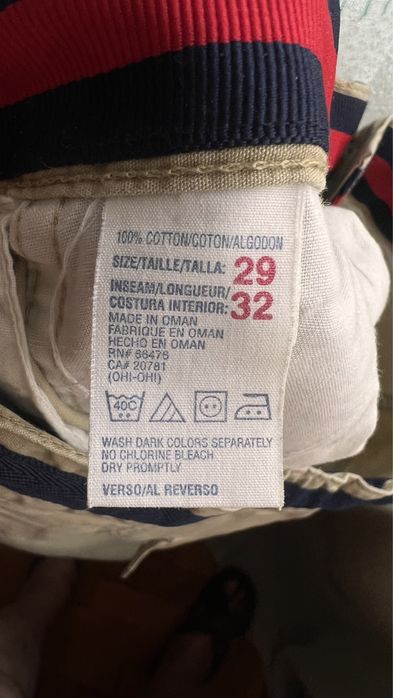 100% COTTON/COTON/ALGODON
SIZE/TAILLE/TALLA: 29
INSEAM/LONGUEUR/
COSTURA INTERIOR: 32
MADE IN OMAN
FABRIQUE EN OMAN
HECHO EN OMAN
RN# 66475
CA# 20781
(OHI-OHI)
40C
WASH DARK COLORS SEPARATELY
NO CHLORINE BLEACH
DRY PROMPTLY
VERSO/AL REVERSO